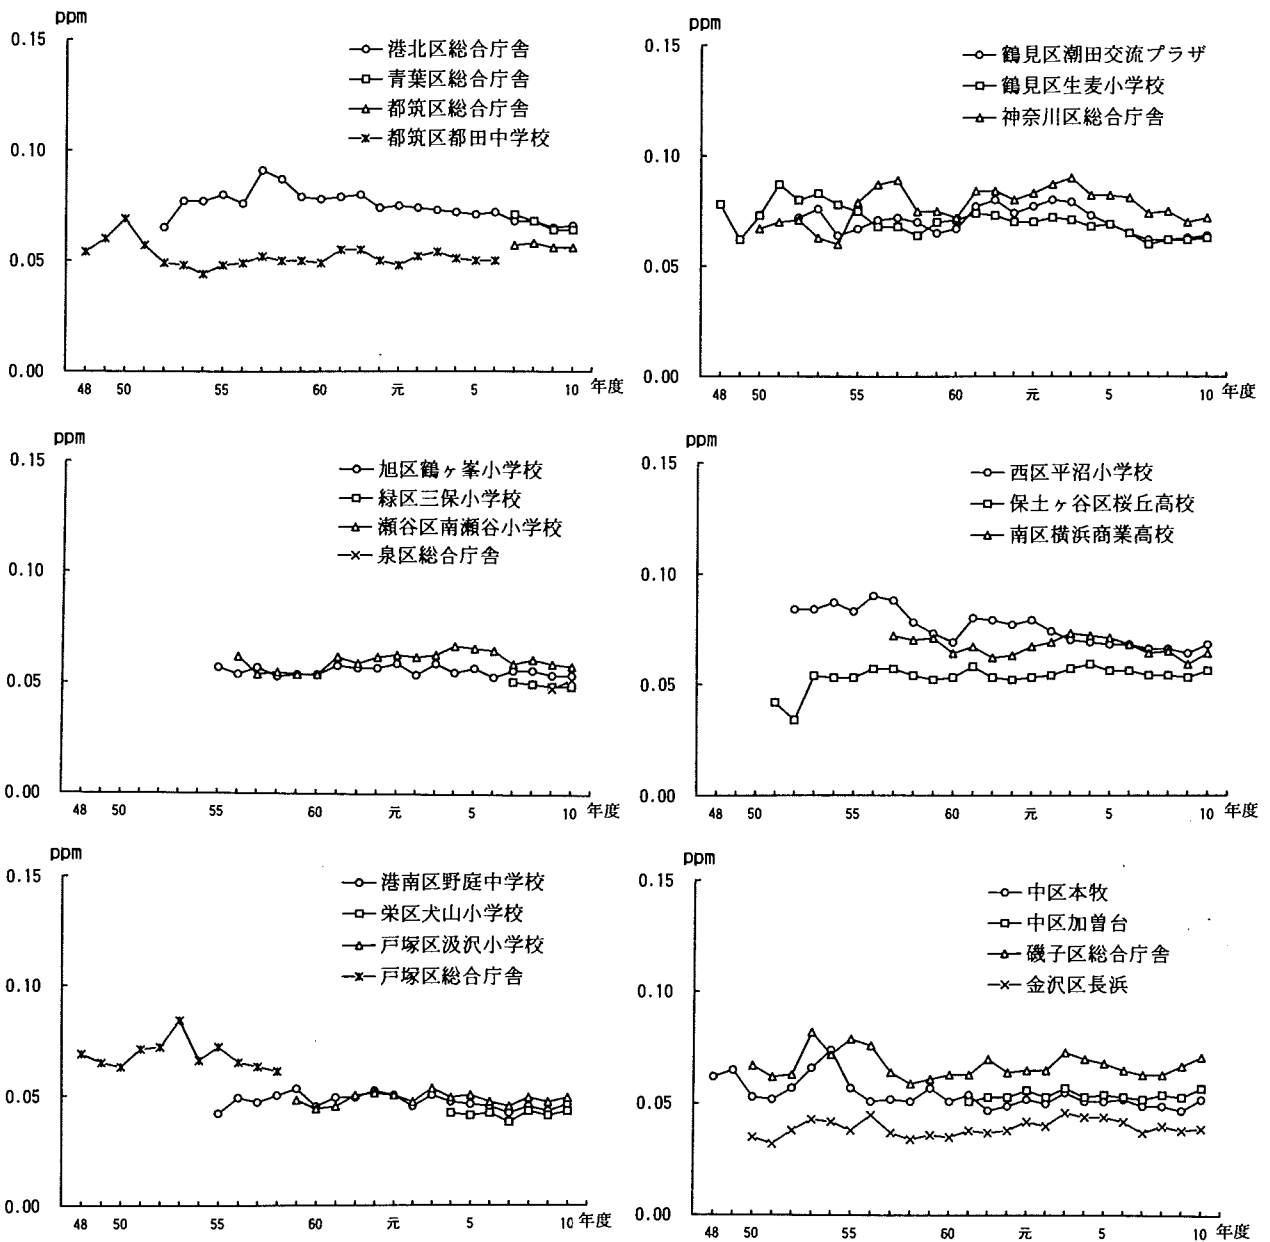 ppm
0.15
0.10
0.05
0.00
港北区総合庁舎
青葉区総合庁舎
都筑区総合庁舎
都筑区都田中学校
48 50 55 60 元 5 10 年度
ppm
0.15
0.10
0.05
0.00
鶴見区潮田交流プラザ
鶴見区生麦小学校
神奈川区総合庁舎
48 50 55 60 元 5 10 年度
ppm
0.15
0.10
0.05
0.00
旭区鶴ヶ峯小学校
緑区三保小学校
瀬谷区南瀬谷小学校
泉区総合庁舎
48 50 55 60 元 5 10 年度
ppm
0.15
0.10
0.05
0.00
西区平沼小学校
保土ヶ谷区桜丘高校
南区横浜商業高校
48 50 55 60 元 5 10 年度
ppm
0.15
0.10
0.05
0.00
港南区野庭中学校
栄区犬山小学校
戸塚区汲沢小学校
戸塚区総合庁舎
48 50 55 60 元 5 10 年度
ppm
0.15
0.10
0.05
0.00
中区本牧
中区加曽台
磯子区総合庁舎
金沢区長浜
48 50 55 60 元 5 10 年度